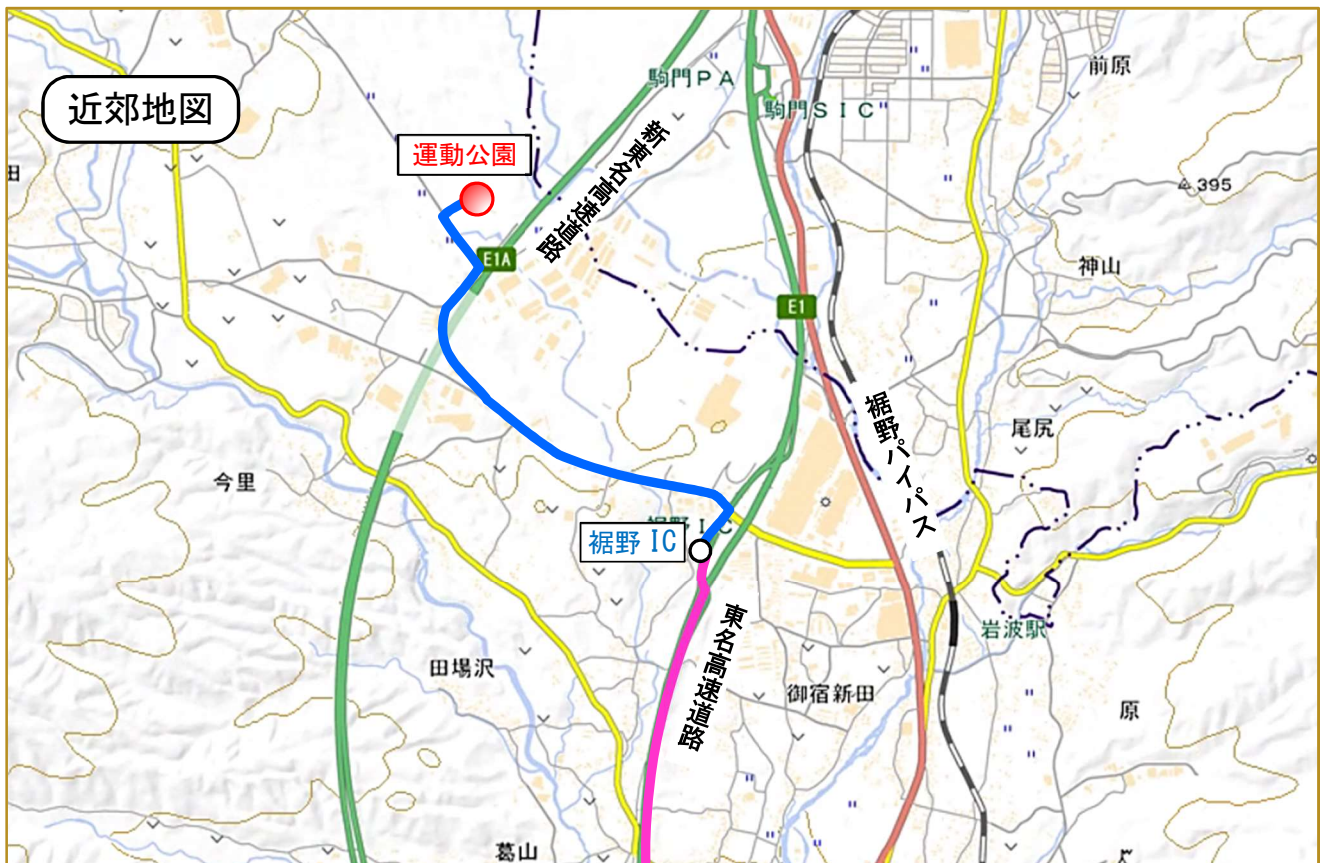 近郊地図
前原
駒門PA
駒門SIC
運動公園
新東名高速道路
田
395
E1A
神山
E1
裾野バイパス
尾尻
今里
裾野IC
裾野 IC
東名高速道路
岩波駅
田場沢
御宿新田
原
葛山